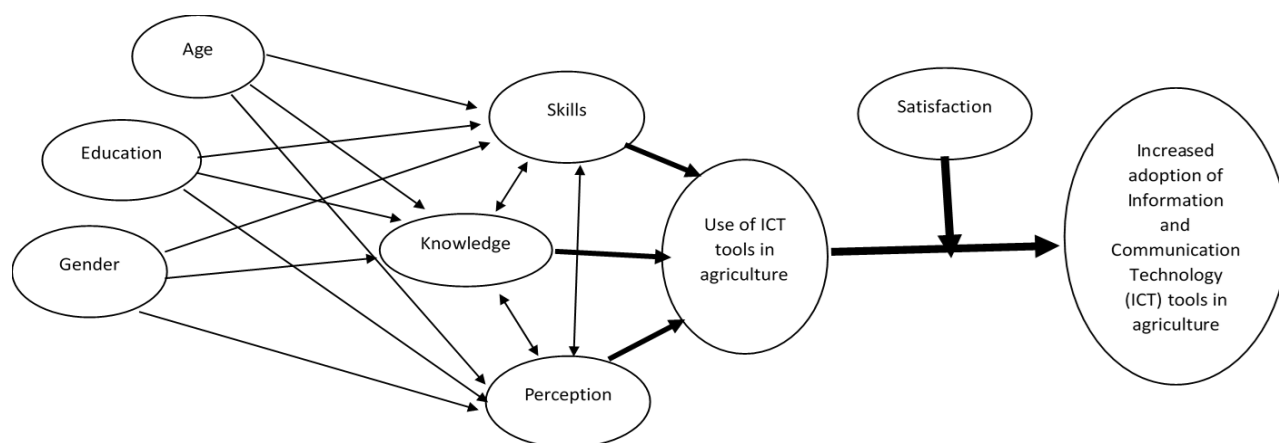 Age
Education
Gender
Skills
Knowledge
Perception
Use of ICT
tools in
agriculture
Satisfaction
Increased
adoption of
Information
and
Communication
Technology
(ICT) tools in
agriculture